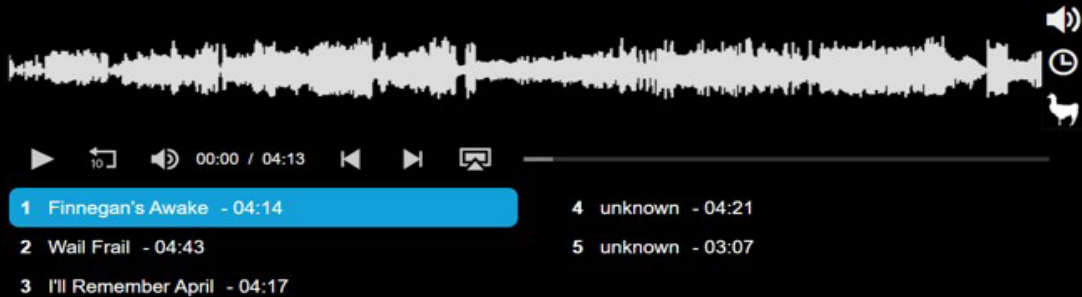 10
00:00 / 04:13
1 Finnegan's Awake - 04:14
2 Wail Frail - 04:43
3 I'll Remember April - 04:17
4 unknown - 04:21
5 unknown - 03:07